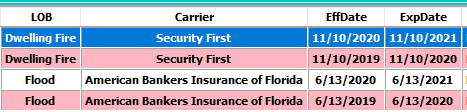 LOB Carrier EffDate ExpDate
Dwelling Fire Security First 11/10/2020 11/10/2021
Dwelling Fire Security First 11/10/2019 11/10/2020
Flood American Bankers Insurance of Florida 6/13/2020 6/13/2021
Flood American Bankers Insurance of Florida 6/13/2019 6/13/2020